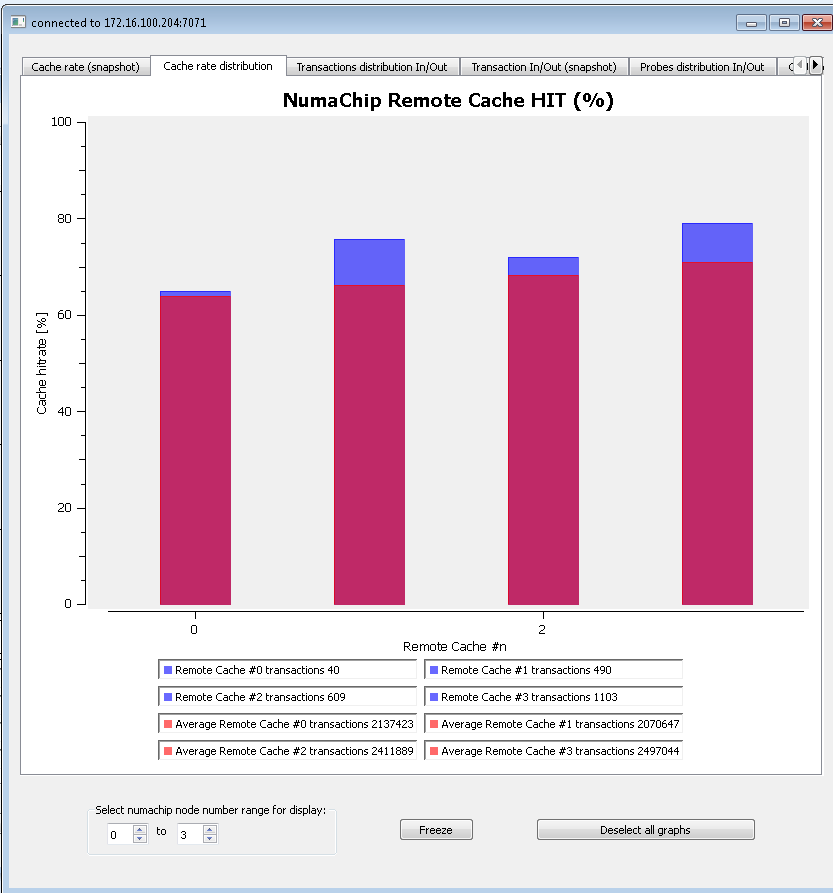 connected to 172.16.100.204:7071
Cache rate (snapshot) Cache rate distribution Transactions distribution In/Out Transaction In/Out (snapshot) Probes distribution In/Out
NumaChip Remote Cache HIT (%)
100
80
60
40
20
0
Cache hitrate [%]
0 2
Remote Cache #n
Remote Cache #0 transactions 40 Remote Cache #1 transactions 490
Remote Cache #2 transactions 609 Remote Cache #3 transactions 1103
Average Remote Cache #0 transactions 2137423 Average Remote Cache #1 transactions 2070647
Average Remote Cache #2 transactions 2411889 Average Remote Cache #3 transactions 2497044
Select numachip node number range for display:
0 to 3 Freeze Deselect all graphs